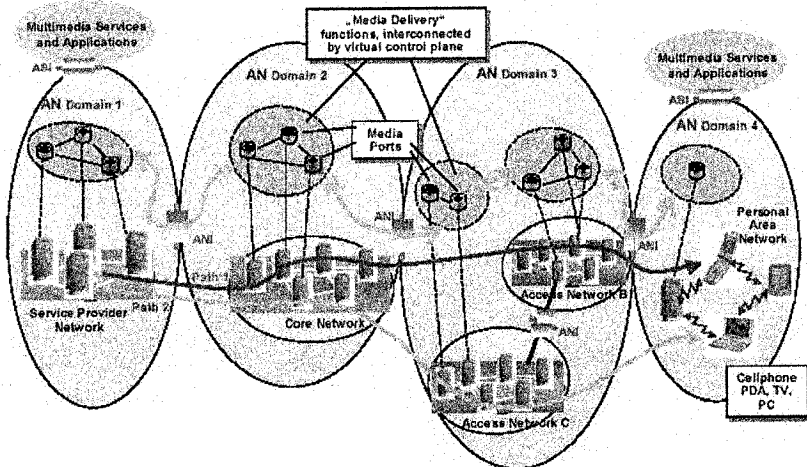 Multimedia Services
and Applications
ASI
AN Domain 1
ANI
Service Provider
Network
Path 1
Path 2
AN Domain 2
„Media Delivery“
functions, interconnected
by virtual control plane
Media
Ports
Core Network
ANI
AN Domain 3
Access Network B
ANI
Access Network C
ANI
Multimedia Services
and Applications
ASI
AN Domain 4
Personal
Area
Network
Cellphone
PDA, TV,
PC